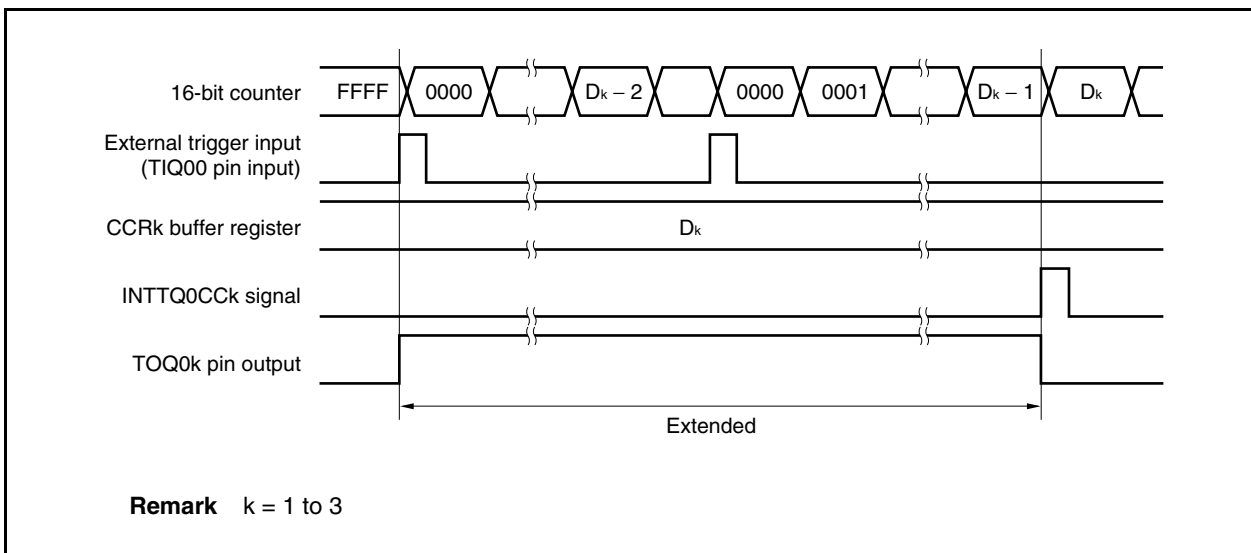 16-bit counter FFFF 0000 Dk − 2 0000 0001 Dk − 1 Dk
External trigger input
(TIQ00 pin input)
CCRk buffer register Dk
INTTQ0CCk signal
TOQ0k pin output
Extended
Remark k = 1 to 3